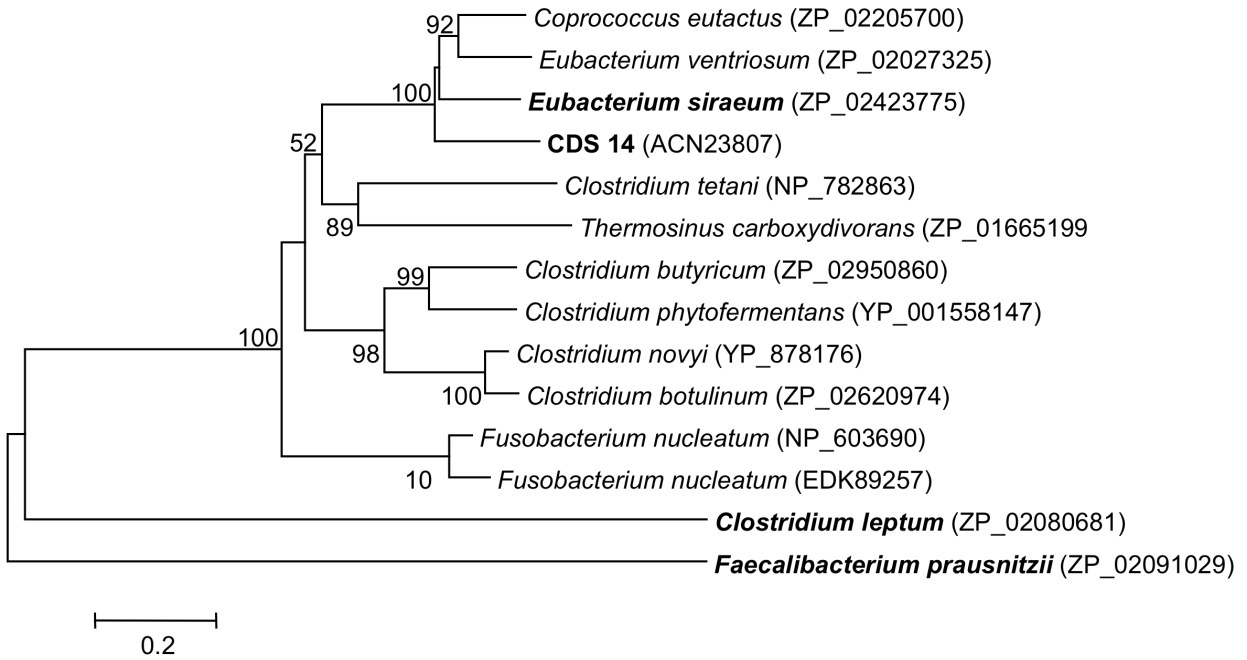 92
Coprococcus eutactus (ZP_02205700)
Eubacterium ventriosum (ZP_02027325)
100
Eubacterium siraeum (ZP_02423775)
CDS 14 (ACN23807)
52
Clostridium tetani (NP_782863)
89
Thermosinus carboxydivorans (ZP_01665199
99
Clostridium butyricum (ZP_02950860)
Clostridium phytofermentans (YP_001558147)
100
98
Clostridium novyi (YP_878176)
100
Clostridium botulinum (ZP_02620974)
Fusobacterium nucleatum (NP_603690)
10
Fusobacterium nucleatum (EDK89257)
Clostridium leptum (ZP_02080681)
Faecalibacterium prausnitzii (ZP_02091029)
0.2